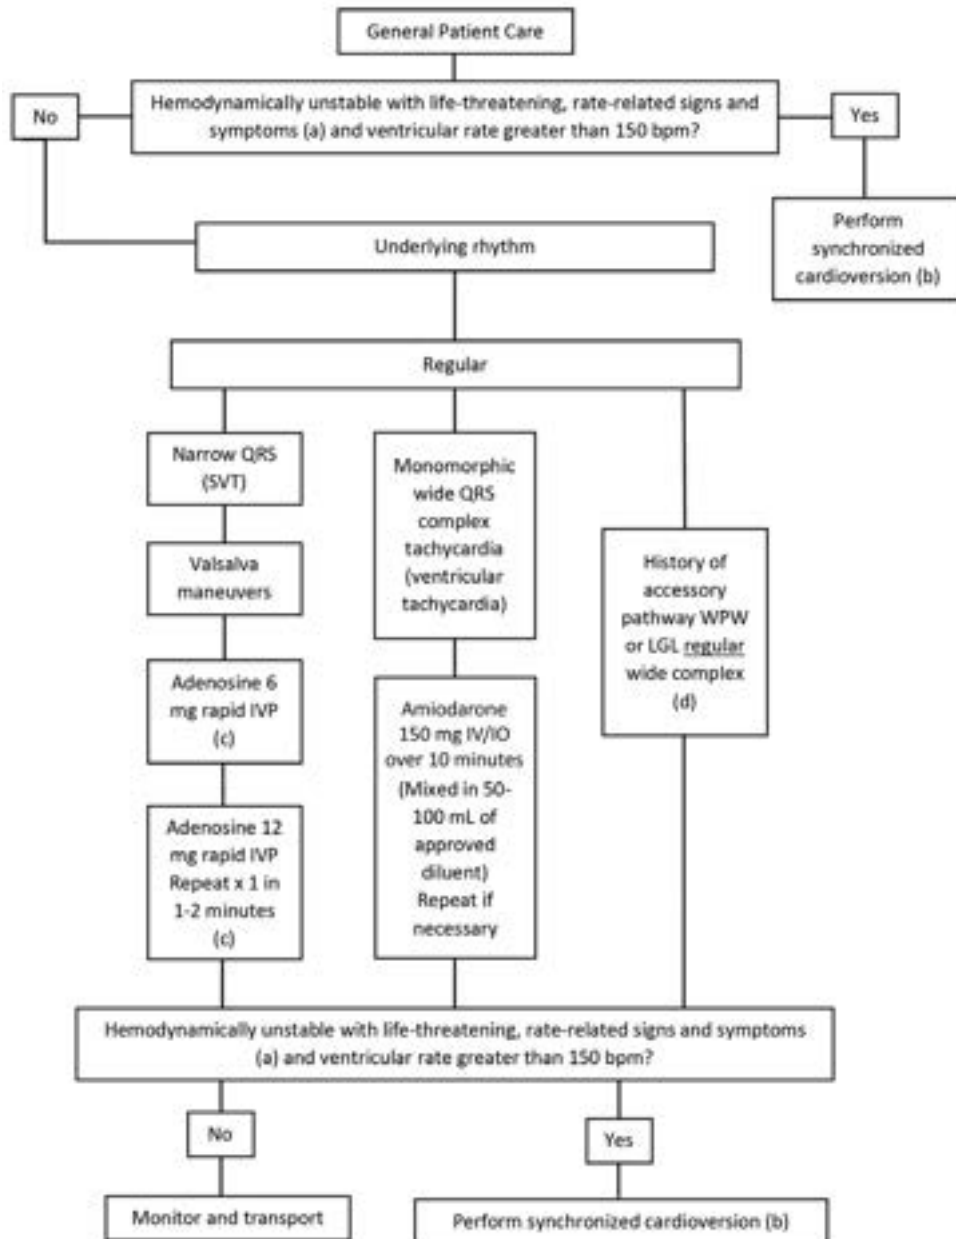 General Patient Care
Hemodynamically unstable with life-threatening, rate-related signs and
symptoms (a) and ventricular rate greater than 150 bpm?
No
Yes
Perform
synchronized
cardioversion (b)
Underlying rhythm
Regular
Narrow QRS
(SVT)
Valsalva
maneuvers
Adenosine 6
mg rapid IVP
(c)
Adenosine 12
mg rapid IVP
Repeat x 1 in
1-2 minutes
(c)
Monomorphic
wide QRS
complex
tachycardia
(ventricular
tachycardia)
Amiodarone
150 mg IV/IO
over 10 minutes
(Mixed in 50-
100 mL of
approved
diluent)
Repeat if
necessary
History of
accessory
pathway WPW
or LGL regular
wide complex
(d)
Hemodynamically unstable with life-threatening, rate-related signs and symptoms
(a) and ventricular rate greater than 150 bpm?
No
Yes
Monitor and transport
Perform synchronized cardioversion (b)